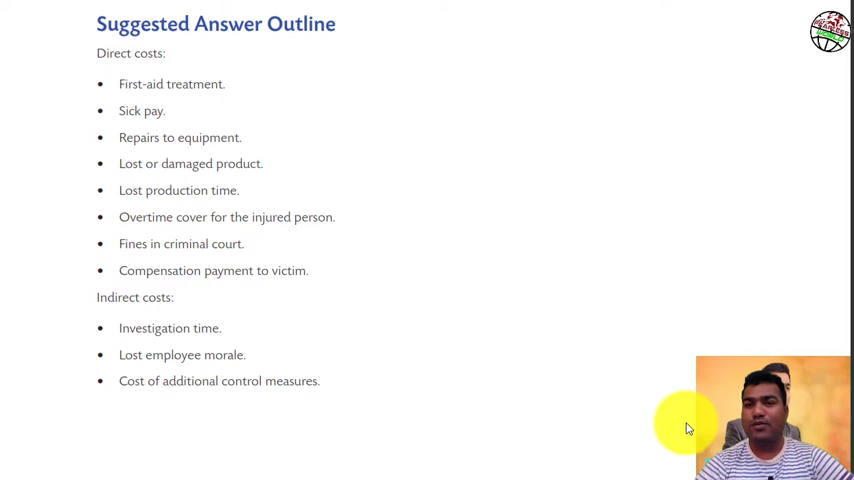 Suggested Answer Outline
Direct costs:
• First-aid treatment.
• Sick pay.
• Repairs to equipment.
• Lost or damaged product.
• Lost production time.
• Overtime cover for the injured person.
• Fines in criminal court.
• Compensation payment to victim.
Indirect costs:
• Investigation time.
• Lost employee morale.
• Cost of additional control measures.
WORLD